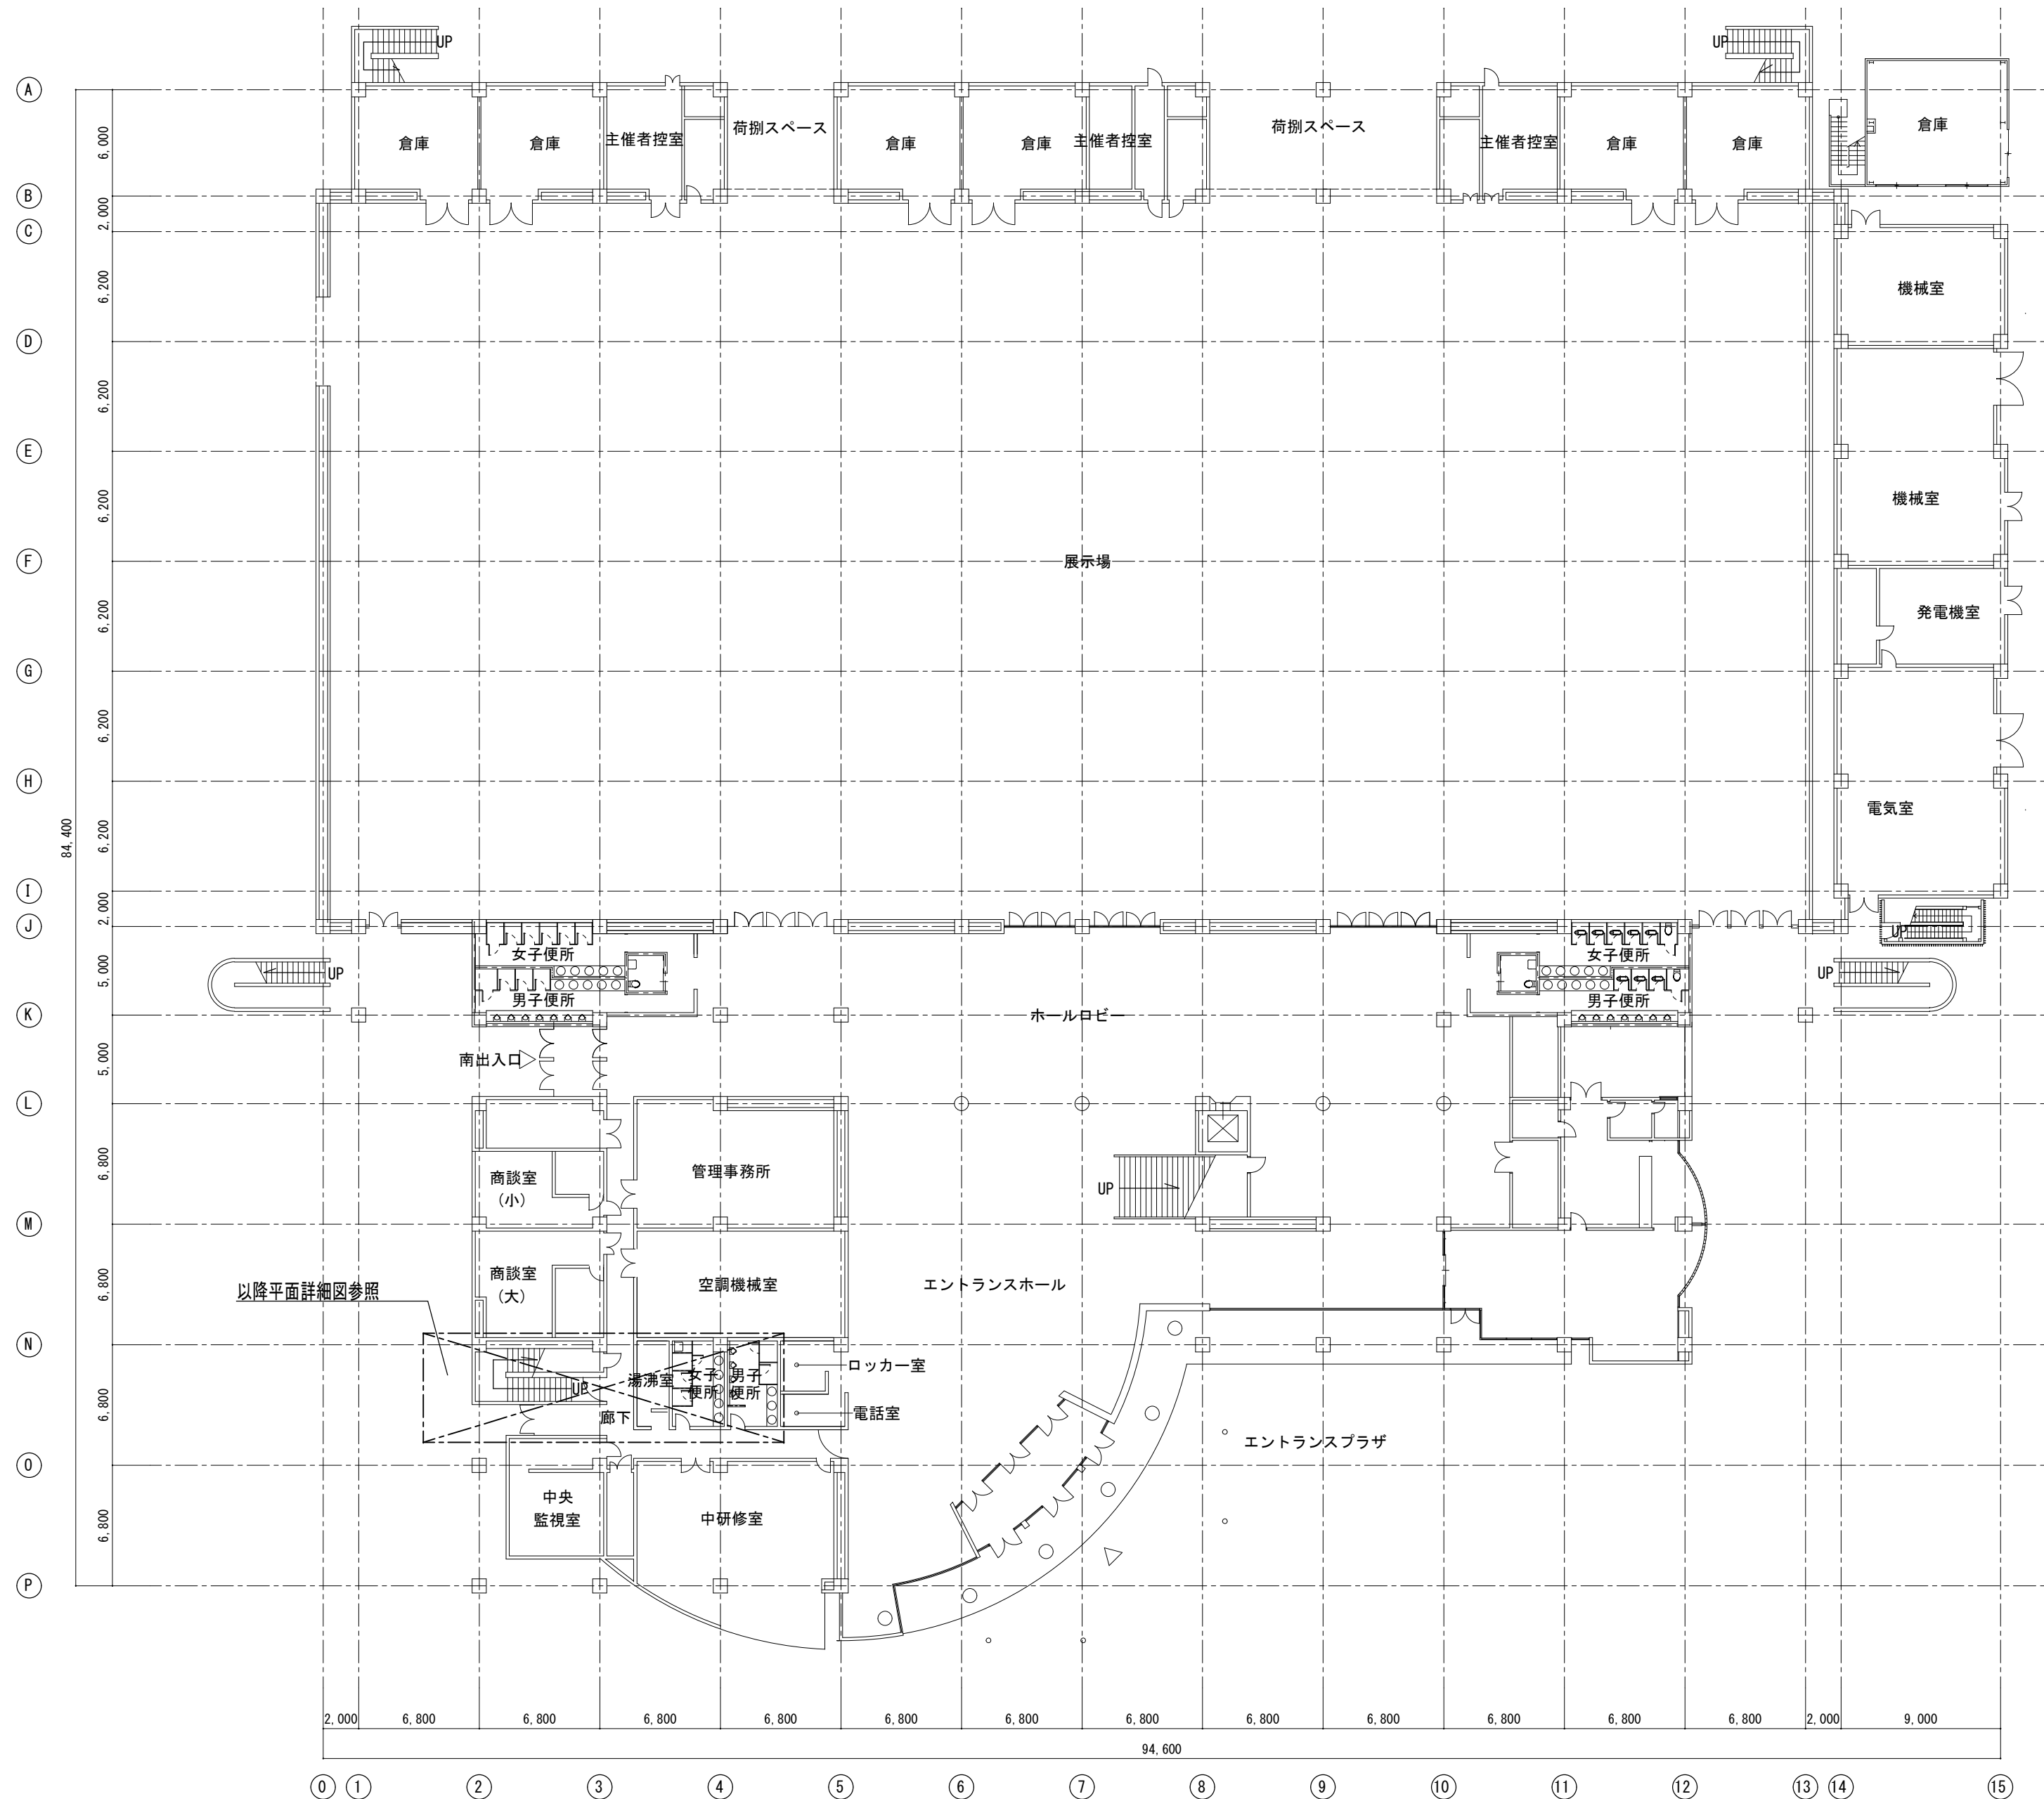 UP
UP
A
倉庫
倉庫
主催者控室
荷捌スペース
倉庫
倉庫
主催者控室
荷捌スペース
主催者控室
倉庫
倉庫
倉庫
6,000
B
2,000
C
6,200
機械室
D
6,200
E
6,200
機械室
F
展示場
6,200
発電機室
G
6,200
H
84,400
6,200
電気室
I
2,000
J
UP
女子便所
女子便所
5,000
UP
UP
男子便所
男子便所
K
ホールロビー
5,000
南出入口
L
6,800
商談室
(小)
管理事務所
UP
M
6,800
商談室
(大)
空調機械室
エントランスホール
以降平面詳細図参照
N
6,800
UP
湯沸室
女子
便所
男子
便所
ロッカー室
電話室
廊下
エントランスプラザ
O
6,800
中央
監視室
中研修室
P
2,000
6,800
6,800
6,800
6,800
6,800
6,800
6,800
6,800
6,800
6,800
6,800
6,800
2,000
9,000
94,600
0
1
2
3
4
5
6
7
8
9
10
11
12
13
14
15